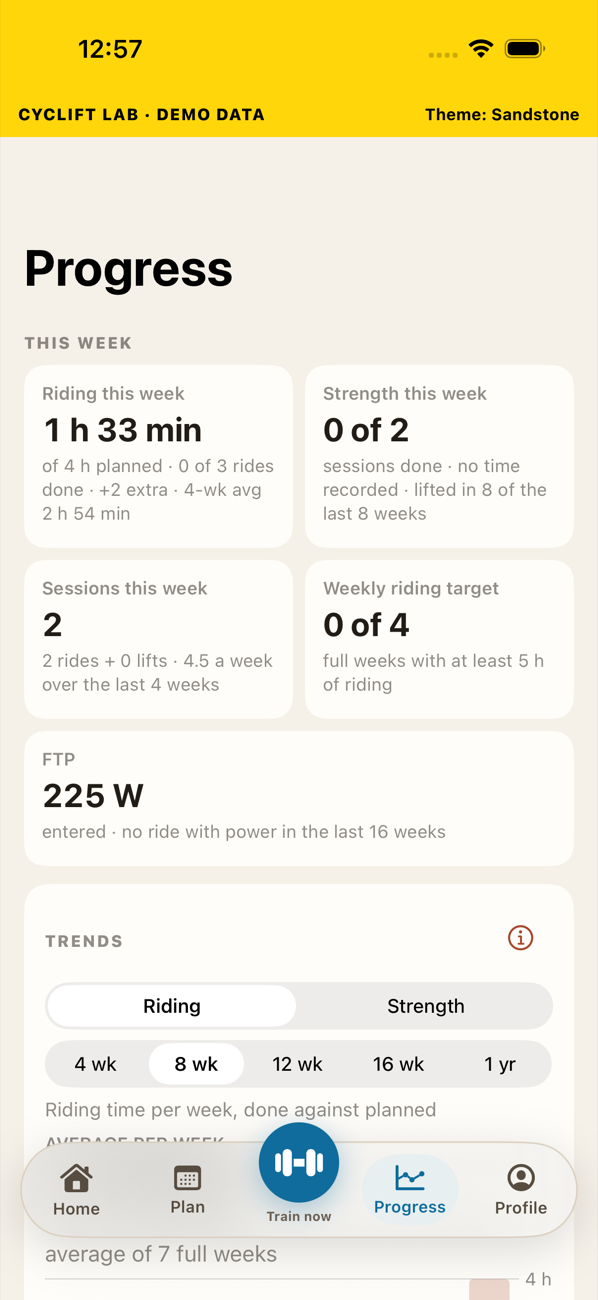 12:57
CYCLIFT LAB · DEMO DATA
Theme: Sandstone
Progress
THIS WEEK
Riding this week
1 h 33 min
of 4 h planned · 0 of 3 rides
done · +2 extra · 4-wk avg
2 h 54 min
Strength this week
0 of 2
sessions done · no time
recorded · lifted in 8 of the
last 8 weeks
Sessions this week
2
2 rides + 0 lifts · 4.5 a week
over the last 4 weeks
Weekly riding target
0 of 4
full weeks with at least 5 h
of riding
FTP
225 W
entered · no ride with power in the last 16 weeks
TRENDS
Riding
Strength
4 wk
8 wk
12 wk
16 wk
1 yr
Riding time per week, done against planned
AVERAGE PER WEEK
Home
Plan
Train now
Progress
Profile
average of 7 full weeks
4 h